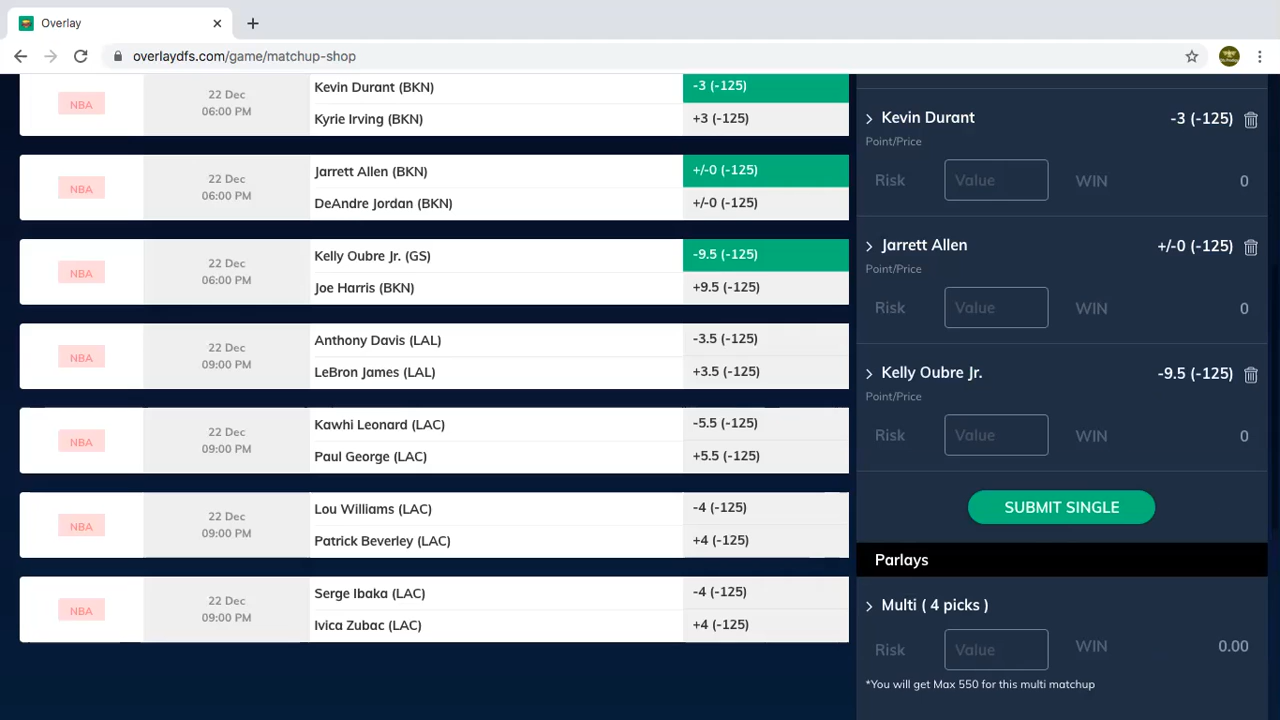 Overlay
overlaydfs.com/game/matchup-shop
NBA
22 Dec
06:00 PM
Kevin Durant (BKN)
-3 (-125)
Kyrie Irving (BKN)
+3 (-125)
NBA
22 Dec
06:00 PM
Jarrett Allen (BKN)
+/-0 (-125)
DeAndre Jordan (BKN)
+/-0 (-125)
NBA
22 Dec
06:00 PM
Kelly Oubre Jr. (GS)
-9.5 (-125)
Joe Harris (BKN)
+9.5 (-125)
NBA
22 Dec
09:00 PM
Anthony Davis (LAL)
-3.5 (-125)
LeBron James (LAL)
+3.5 (-125)
NBA
22 Dec
09:00 PM
Kawhi Leonard (LAC)
-5.5 (-125)
Paul George (LAC)
+5.5 (-125)
NBA
22 Dec
09:00 PM
Lou Williams (LAC)
-4 (-125)
Patrick Beverley (LAC)
+4 (-125)
NBA
22 Dec
09:00 PM
Serge Ibaka (LAC)
-4 (-125)
Ivica Zubac (LAC)
+4 (-125)
Kevin Durant -3 (-125)
Point/Price
Risk Value WIN 0
Jarrett Allen +/-0 (-125)
Point/Price
Risk Value WIN 0
Kelly Oubre Jr. -9.5 (-125)
Point/Price
Risk Value WIN 0
SUBMIT SINGLE
Parlays
Multi ( 4 picks )
Risk Value WIN 0.00
*You will get Max 550 for this multi matchup